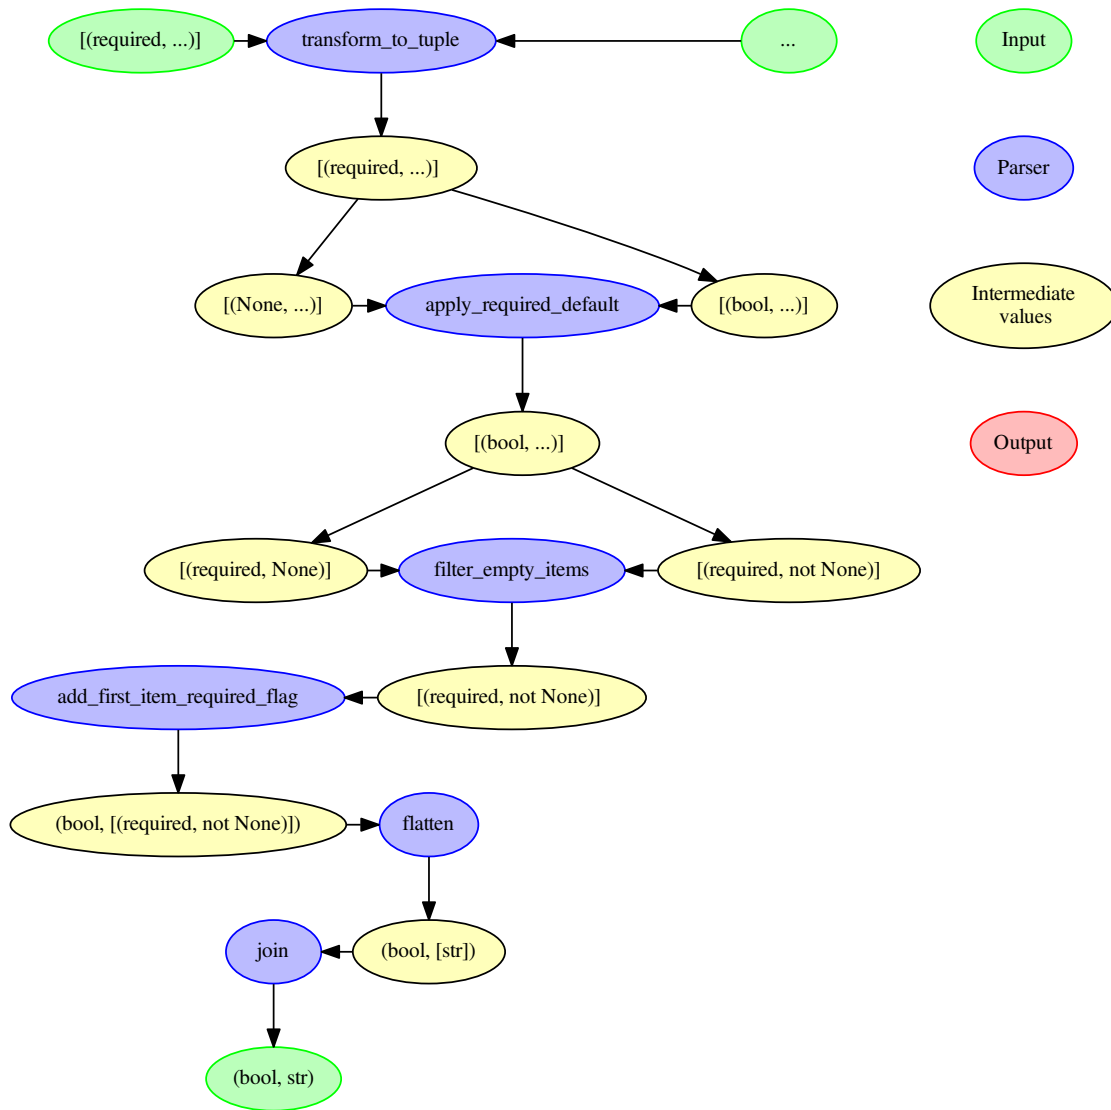 [(required, ...)]
transform_to_tuple
...
Input
[(required, ...)]
Parser
[(None, ...)]
apply_required_default
[(bool, ...)]
Intermediate
values
[(bool, ...)]
Output
[(required, None)]
filter_empty_items
[(required, not None)]
add_first_item_required_flag
[(required, not None)]
(bool, [(required, not None)])
flatten
join
(bool, [str])
(bool, str)